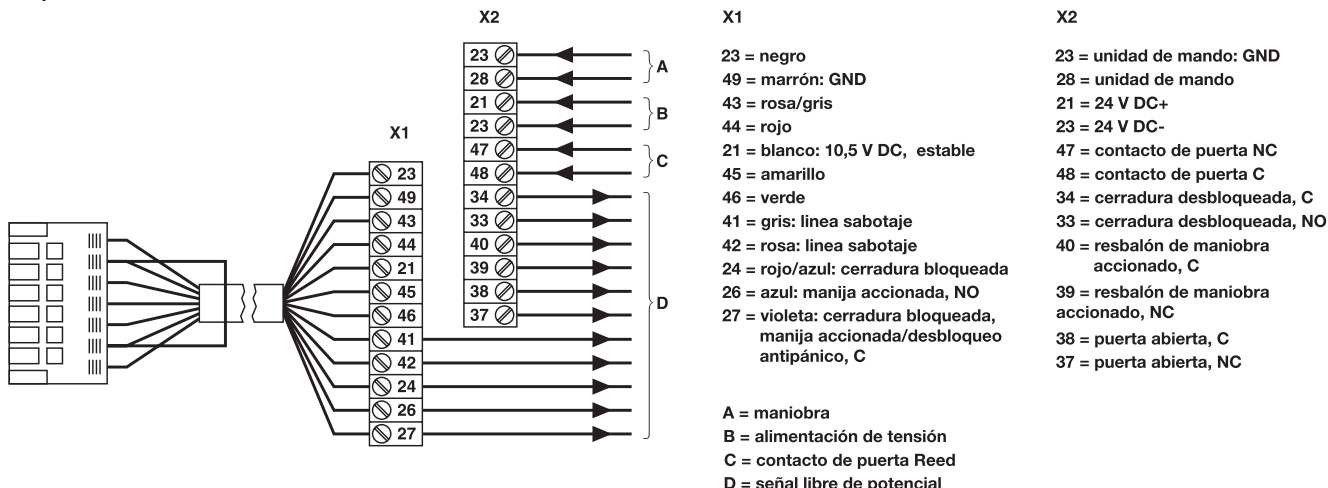 X2
23
28
21
23
47
48
34
33
40
39
38
37
A
B
C
D
X1
23
49
43
44
21
45
46
41
42
24
26
27
X1
23 = negro
49 = marrón: GND
43 = rosa/gris
44 = rojo
21 = blanco: 10,5 V DC, estable
45 = amarillo
46 = verde
41 = gris: linea sabotaje
42 = rosa: linea sabotaje
24 = rojo/azul: cerradura bloqueada
26 = azul: manija accionada, NO
27 = violeta: cerradura bloqueada,
manija accionada/desbloqueo
antipánico, C
A = maniobra
B = alimentación de tensión
C = contacto de puerta Reed
D = señal libre de potencial
X2
23 = unidad de mando: GND
28 = unidad de mando
21 = 24 V DC+
23 = 24 V DC-
47 = contacto de puerta NC
48 = contacto de puerta C
34 = cerradura desbloqueada, C
33 = cerradura desbloqueada, NO
40 = resbalón de maniobra
accionado, C
39 = resbalón de maniobra
accionado, NC
38 = puerta abierta, C
37 = puerta abierta, NC